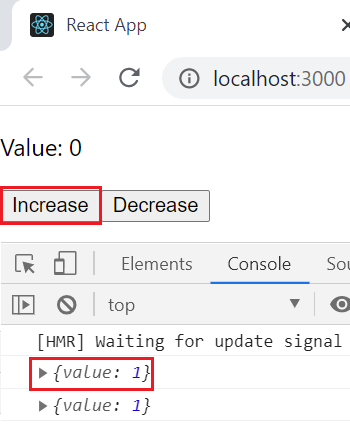 React App
localhost:3000
Value: 0
Increase Decrease
Elements Console Sou
top
[HMR] Waiting for update signal
▶{value: 1}
▶{value: 1}